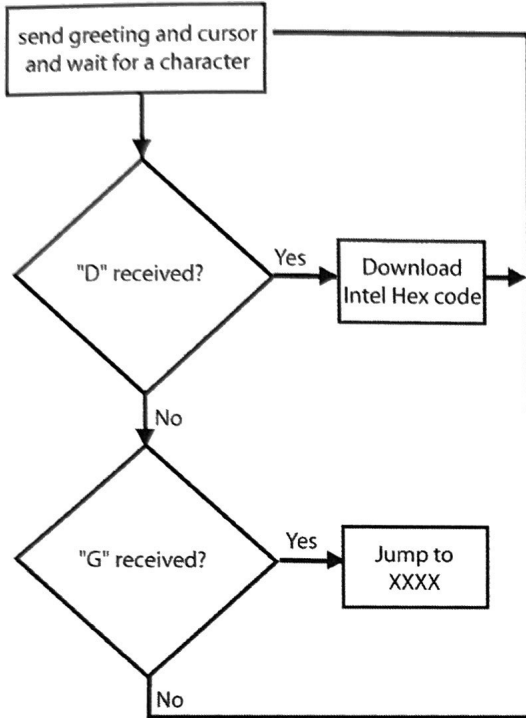 send greeting and cursor
and wait for a character
"D" received?
Yes
Download
Intel Hex code
No
"G" received?
Yes
Jump to
XXXX
No